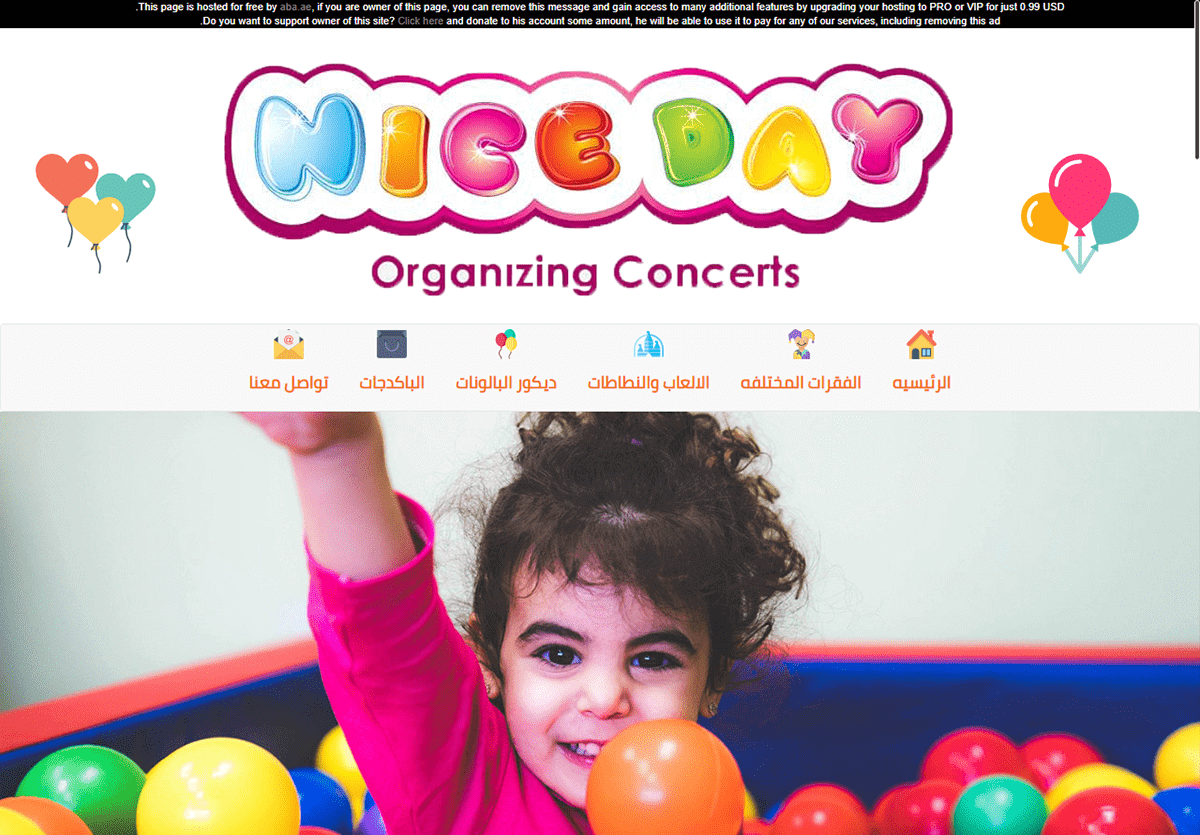 .This page is hosted for free by aba.ae, if you are owner of this page, you can remove this message and gain access to many additional features by upgrading your hosting to PRO or VIP for just 0.99 USD
.Do you want to support owner of this site? Click here and donate to his account some amount, he will be able to use it to pay for any of our services, including removing this ad
NICE DAY
Organizing Concerts
الرئيسيه الفقرات المختلفه الالعاب والنطاطات ديكور البالونات الباكدجات تواصل معنا